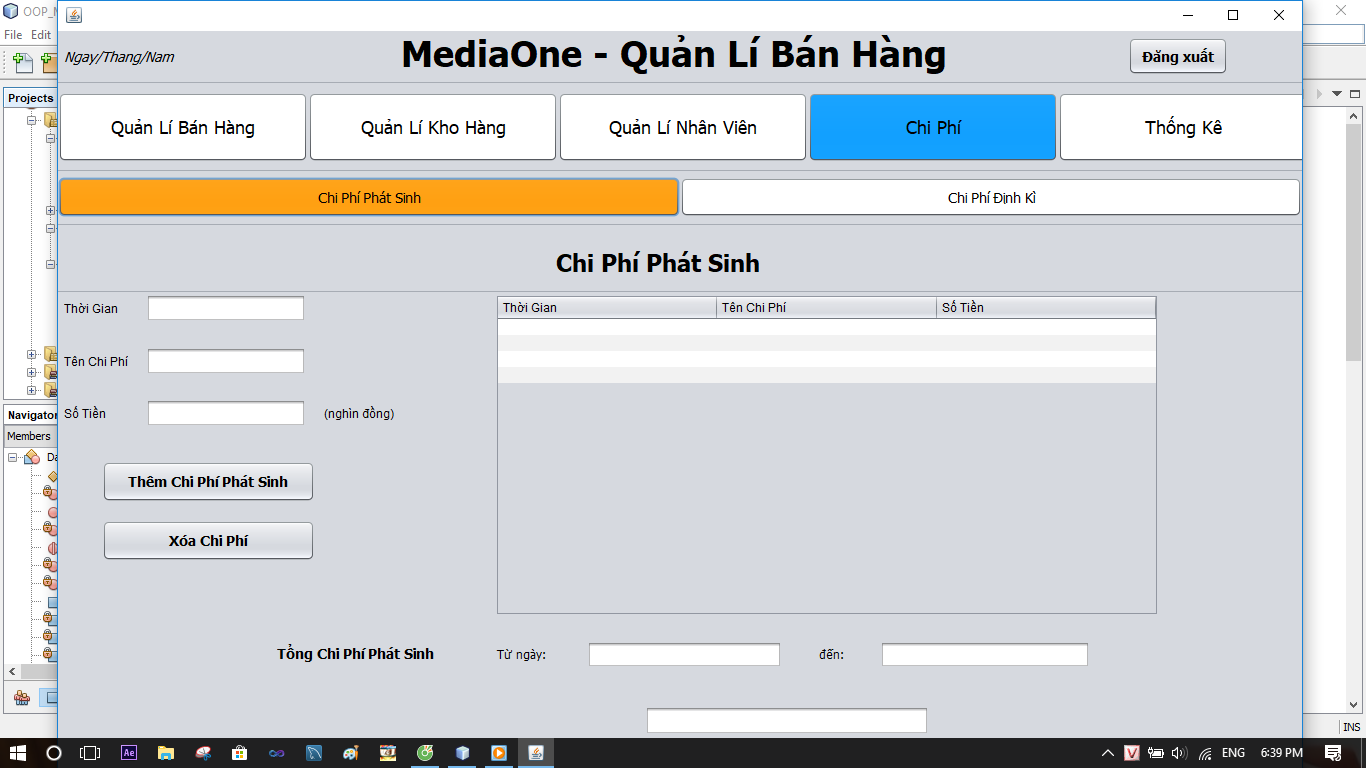 OOP_
File Edit
Ngay/Thang/Nam
MediaOne - Quản Lí Bán Hàng
Đăng xuất
Projects
Quản Lí Bán Hàng
Quản Lí Kho Hàng
Quản Lí Nhân Viên
Chi Phí
Thống Kê
Chi Phí Phát Sinh
Chi Phí Định Kì
Chi Phí Phát Sinh
Thời Gian
Tên Chi Phí
Số Tiền
(nghìn đồng)
Thời Gian Tên Chi Phí Số Tiền
Thêm Chi Phí Phát Sinh
Xóa Chi Phí
Navigator
Members
Tổng Chi Phí Phát Sinh
Từ ngày:
đến:
INS
Ae
V
ENG
6:39 PM